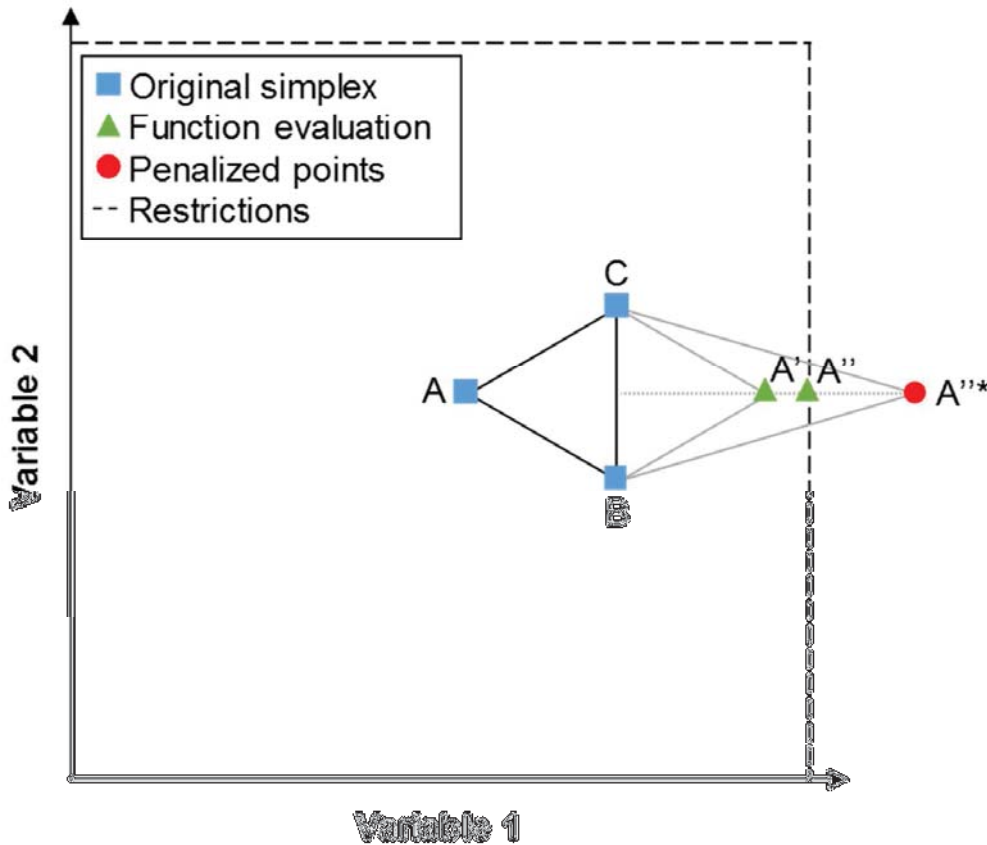 Original simplex
Function evaluation
Penalized points
-- Restrictions
C
A
A'
A''
A''*
B
Variable 2
Variable 1